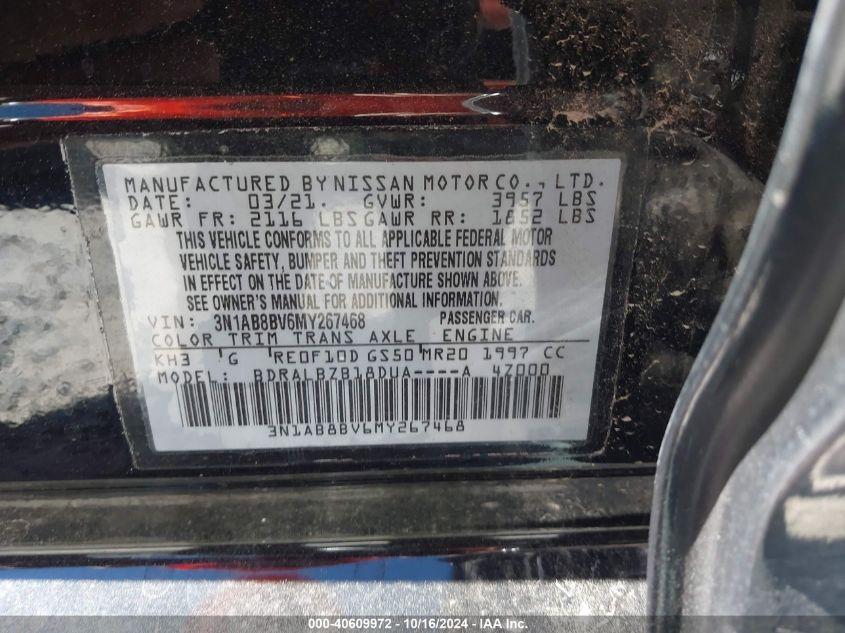 MANUFACTURED BY NISSAN MOTOR CO., LTD.
DATE: 03/21. GVWR: 3957 LBS
GAWR FR: 2116 LBS GAWR RR: 1852 LBS
THIS VEHICLE CONFORMS TO ALL APPLICABLE FEDERAL MOTOR
VEHICLE SAFETY, BUMPER AND THEFT PREVENTION STANDARDS
IN EFFECT ON THE DATE OF MANUFACTURE SHOWN ABOVE.
SEE OWNER'S MANUAL FOR ADDITIONAL INFORMATION.
VIN: 3N1AB8BV6MY267468 PASSENGER CAR.
COLOR TRIM TRANS AXLE ENGINE
KH3 G RE0F10D GS50 MR20 1997 CC
MODEL: BDRALBZB18DUA----A 4Z000
3N1AB8BV6MY267468
000-40609972 - 10/16/2024 - IAA, Inc.